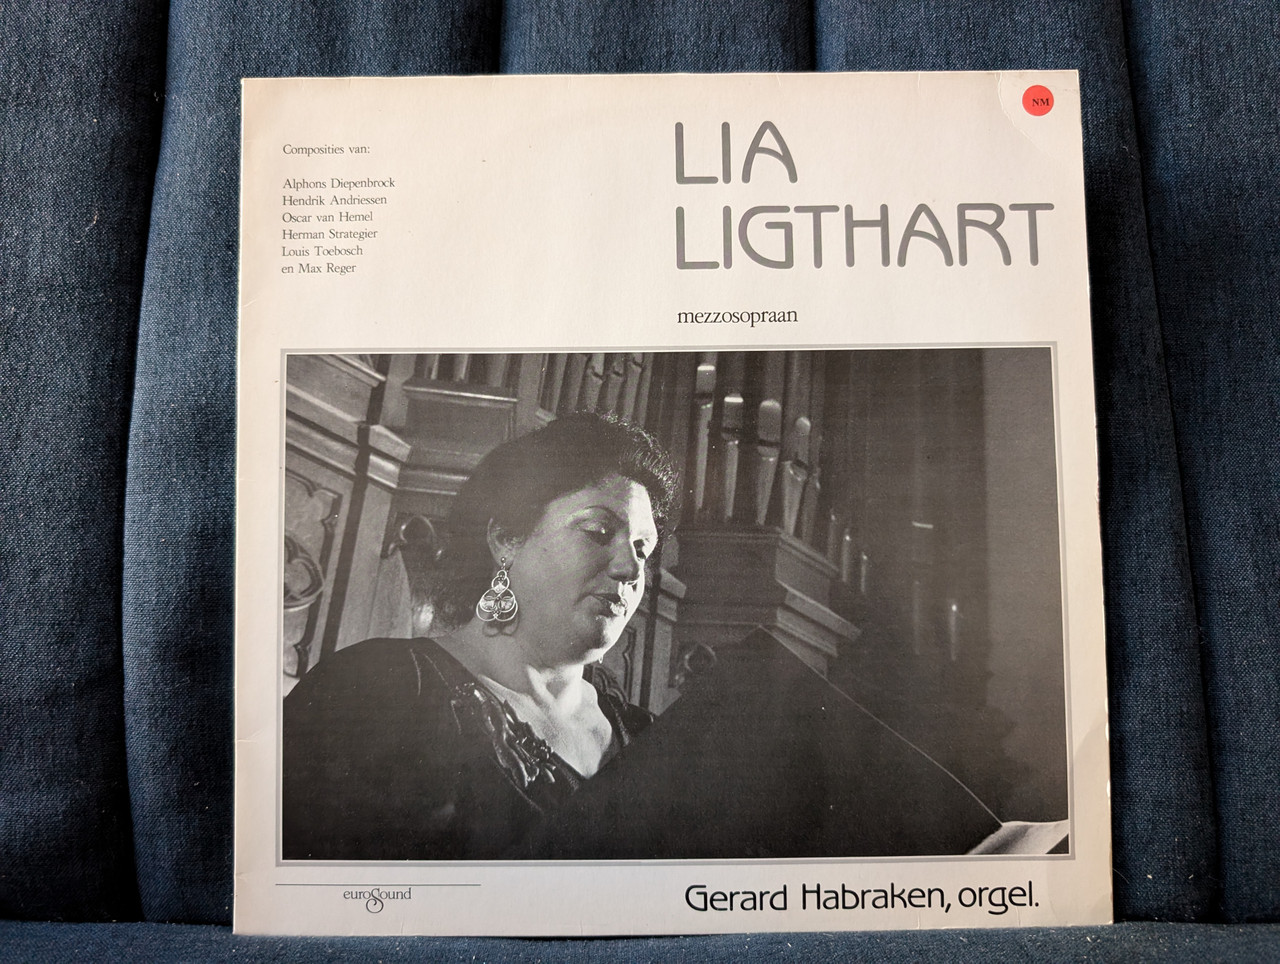 NM
LIA
LIGTHART
mezzosopraan
Composities van:
Alphons Diepenbrock
Hendrik Andriessen
Oscar van Hemel
Herman Strategier
Louis Toebosch
en Max Reger
euroSound
Gerard Habraken, orgel.